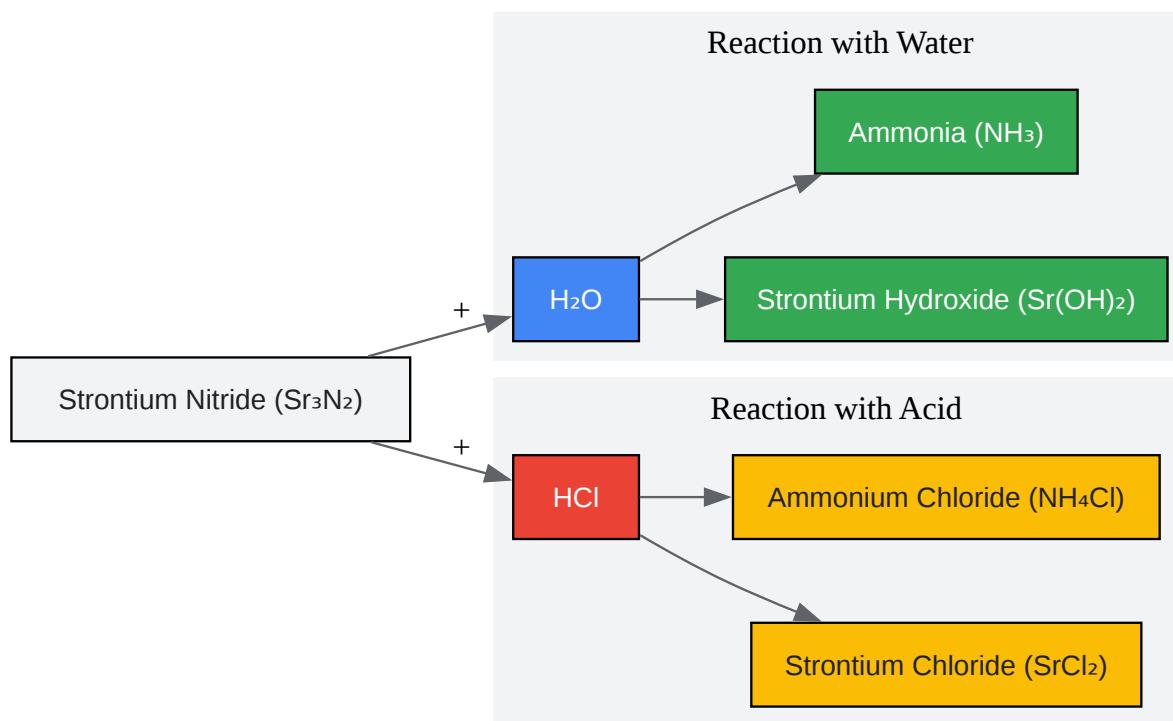 Reaction with Water
Ammonia (NH₃)
H₂O
Strontium Hydroxide (Sr(OH)₂)
+
Strontium Nitride (Sr₃N₂)
+
Reaction with Acid
HCl
Ammonium Chloride (NH₄Cl)
Strontium Chloride (SrCl₂)